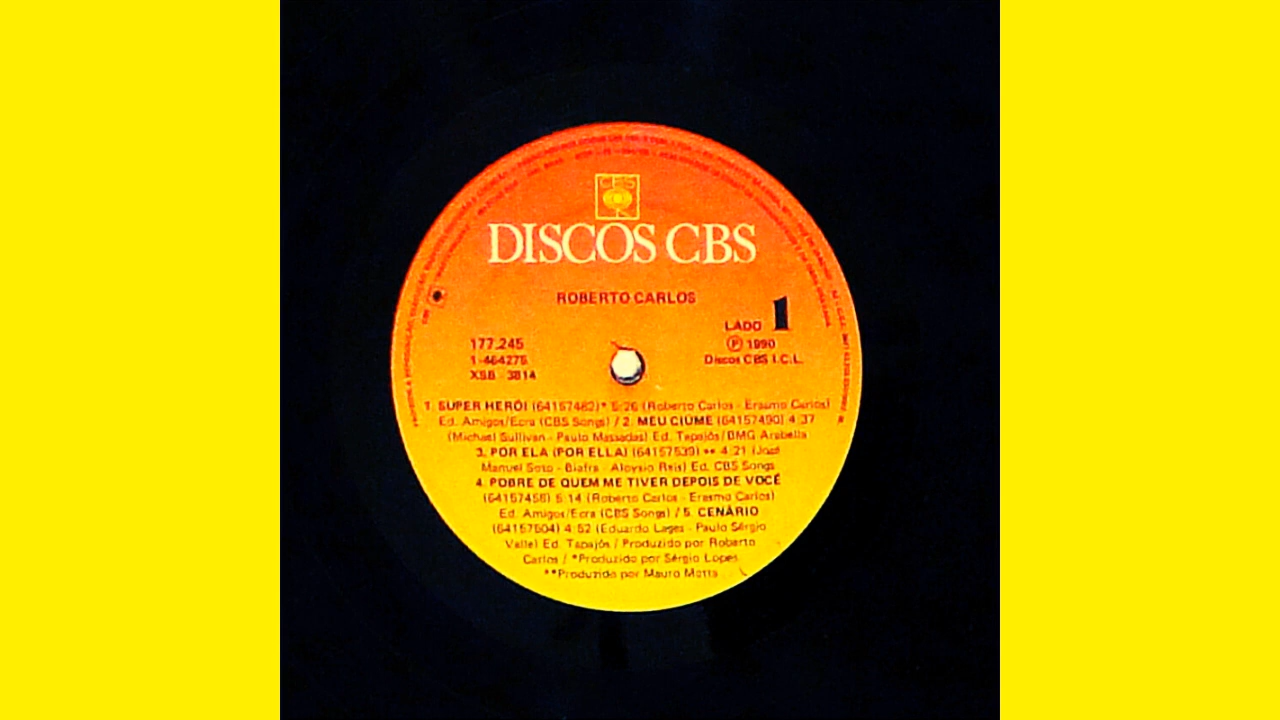 CBS
DISCOS CBS
ROBERTO CARLOS
LADO 1
177.245
1-464275
XSB - 3814
Ⓟ 1990
Discos CBS I.C.L.
1. SUPER HERÓI (64157482)* 5:26 (Roberto Carlos - Erasmo Carlos)
Ed. Amigos/Ecra (CBS Songs) / 2. MEU CIÚME (64157490) 4:37
(Michael Sullivan - Paulo Massadas) Ed. Tapajós/BMG Arabella
3. POR ELA (POR ELLA) (64157539) ** 4:21 (José
Manuel Soto - Biafra - Aloysio Reis) Ed. CBS Songs
4. POBRE DE QUEM ME TIVER DEPOIS DE VOCÊ
(64157458) 5:14 (Roberto Carlos - Erasmo Carlos)
Ed. Amigos/Ecra (CBS Songs) / 5. CENÁRIO
(64157504) 4:52 (Eduardo Lages - Paulo Sérgio
Valle) Ed. Tapajós / Produzido por Roberto
Carlos / *Produzido por Sérgio Lopes
**Produzido por Mauro Motta